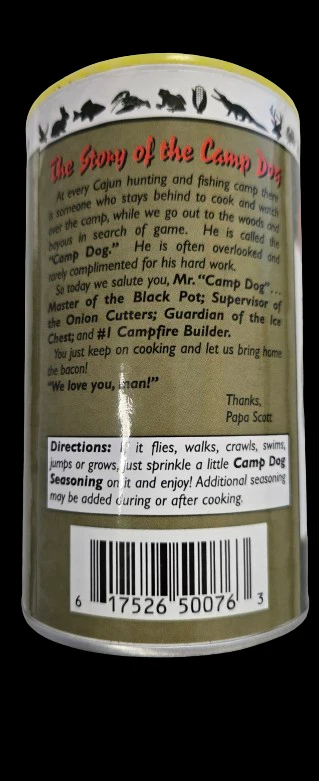 The Story of the Camp Dog
At every Cajun hunting and fishing camp there
is someone who stays behind to cook and watch
over the camp, while we go out to the woods and
bayous in search of game. He is called the
"Camp Dog." He is often overlooked and
rarely complimented for his hard work.
So today we salute you, Mr. "Camp Dog"...
Master of the Black Pot; Supervisor of
the Onion Cutters; Guardian of the Ice
Chest; and #1 Campfire Builder.
You just keep on cooking and let us bring home
the bacon!
"We love you, man!"
Thanks,
Papa Scott
Directions: If it flies, walks, crawls, swims,
jumps or grows, just sprinkle a little Camp Dog
Seasoning on it and enjoy! Additional seasoning
may be added during or after cooking.
6 17526 50076 3